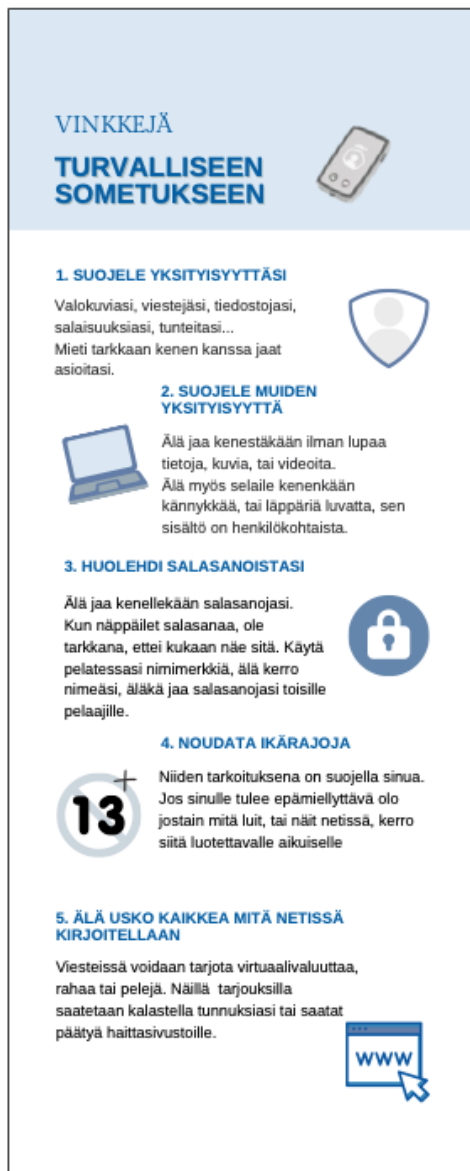 VINKKEJÄ
TURVALLISEEN
SOMETUKSEEN
1. SUOJELE YKSITYISYYTTÄSI
Valokuviasi, viestejäsi, tiedostojasi,
salaisuuksiasi, tunteitasi...
Mieti tarkkaan kenen kanssa jaat
asioitasi.
2. SUOJELE MUIDEN
YKSITYISYYTTÄ
Älä jaa kenestäkään ilman lupaa
tietoja, kuvia, tai videoita.
Älä myös selaile kenenkään
kännykkää, tai läppäriä luvatta, sen
sisältö on henkilökohtaista.
3. HUOLEHDI SALASANOISTASI
Älä jaa kenellekään salasanojasi.
Kun näppäilet salasanaa, ole
tarkkana, ettei kukaan näe sitä. Käytä
pelatessasi nimimerkkiä, älä kerro
nimeäsi, äläkä jaa salasanojasi toisille
pelaajille.
4. NOUDATA IKÄRAJOJA
13+
Niiden tarkoituksena on suojella sinua.
Jos sinulle tulee epämiellyttävä olo
jostain mitä luit, tai näit netissä, kerro
siitä luotettavalle aikuiselle
5. ÄLÄ USKO KAIKKEA MITÄ NETISSÄ
KIRJOITELLAAN
Viesteissä voidaan tarjota virtuaalivaluuttaa,
rahaa tai pelejä. Näillä  tarjouksilla
saatetaan kalastella tunnuksiasi tai saatat
päätyä haittasivustoille.
WWW